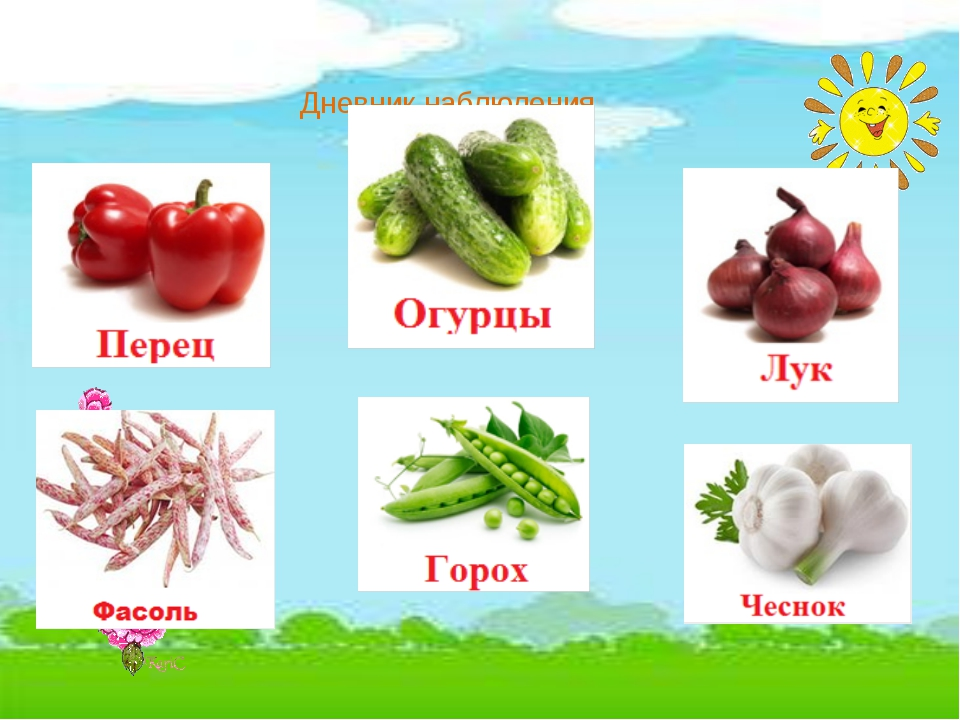 Дневник наблюдения
Перец
Огурцы
Лук
Фасоль
Горох
Чеснок